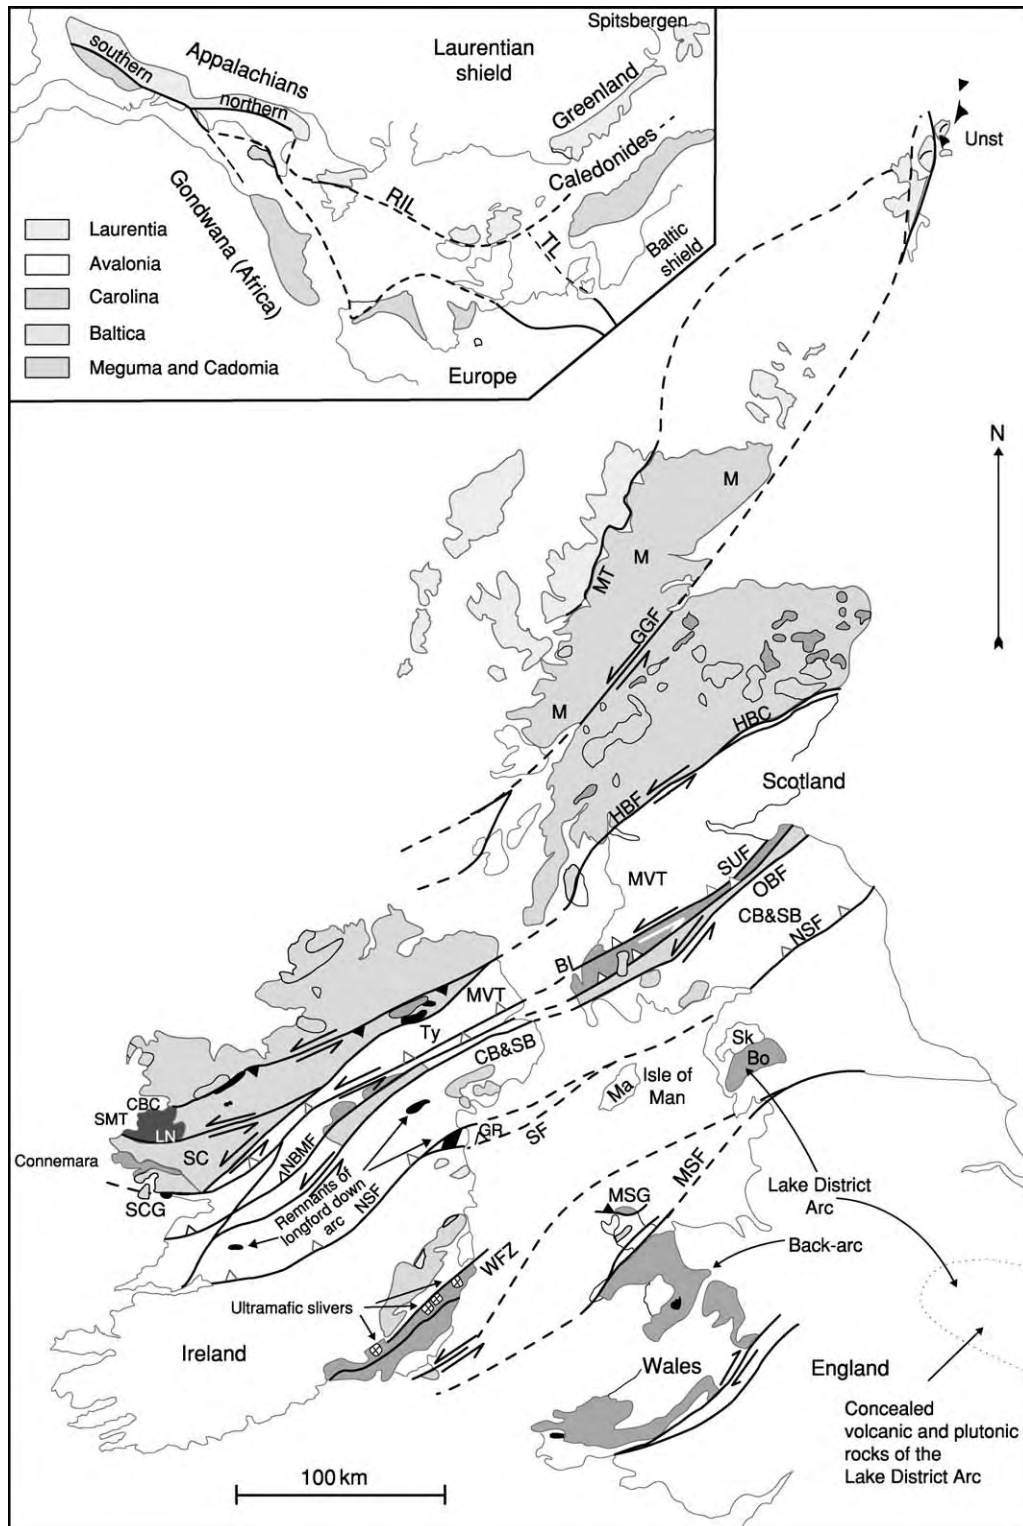 Spitsbergen
southern
Appalachians
northern
Laurentian
shield
Greenland
Caledonides
RIL
TL
Baltic
shield
Gondwana (Africa)
Europe
Laurentia
Avalonia
Carolina
Baltica
Meguma and Cadomia
Unst
N
M
M
MT
GGF
M
HBC
HBF
Scotland
SUF
MVT
OBF
CB&SB
NSF
BI
MVT
Ty
CB&SB
Sk
Bo
Ma
Isle of
Man
CBC
SMT
LN
SC
Connemara
SCG
NBMF
GR
SF
Remnants of
longford down
arc
NSF
MSF
MSG
Lake District
Arc
Back-arc
WFZ
Ultramafic slivers
Ireland
Wales
England
Concealed
volcanic and plutonic
rocks of the
Lake District Arc
100 km